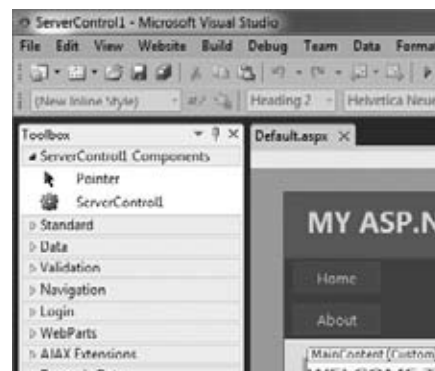 ServerControl1 - Microsoft Visual Studio
File Edit View Website Build Debug Team Data Forma
(New Inline Style) Heading 2 Helvetica Neue
Toolbox
Default.aspx
ServerControl1 Components
Pointer
ServerControl1
Standard
Data
Validation
Navigation
Login
WebParts
AJAX Extensions
MY ASP.N
Home
About
MainContent (Custom